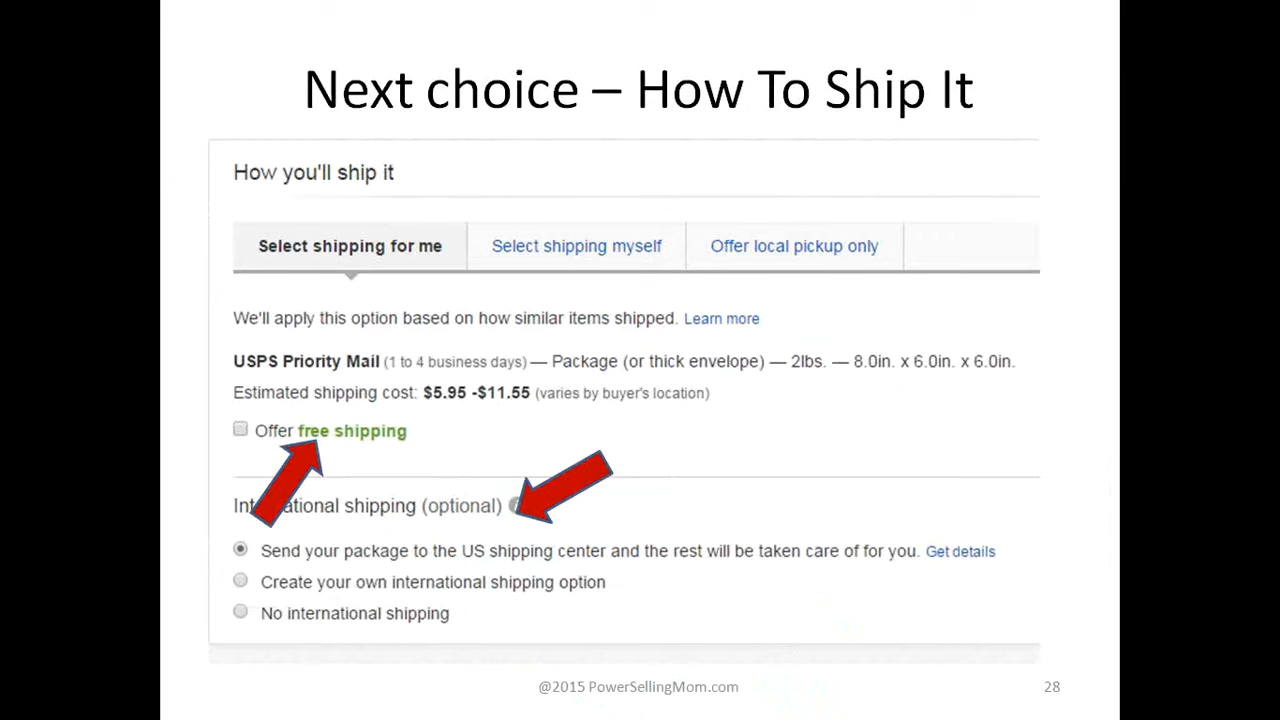 Next choice – How To Ship It
How you'll ship it
Select shipping for me
Select shipping myself
Offer local pickup only
We'll apply this option based on how similar items shipped. Learn more
USPS Priority Mail (1 to 4 business days) — Package (or thick envelope) — 2lbs. — 8.0in. x 6.0in. x 6.0in.
Estimated shipping cost: $5.95 -$11.55 (varies by buyer's location)
Offer free shipping
International shipping (optional)
Send your package to the US shipping center and the rest will be taken care of for you. Get details
Create your own international shipping option
No international shipping
@2015 PowerSellingMom.com
28